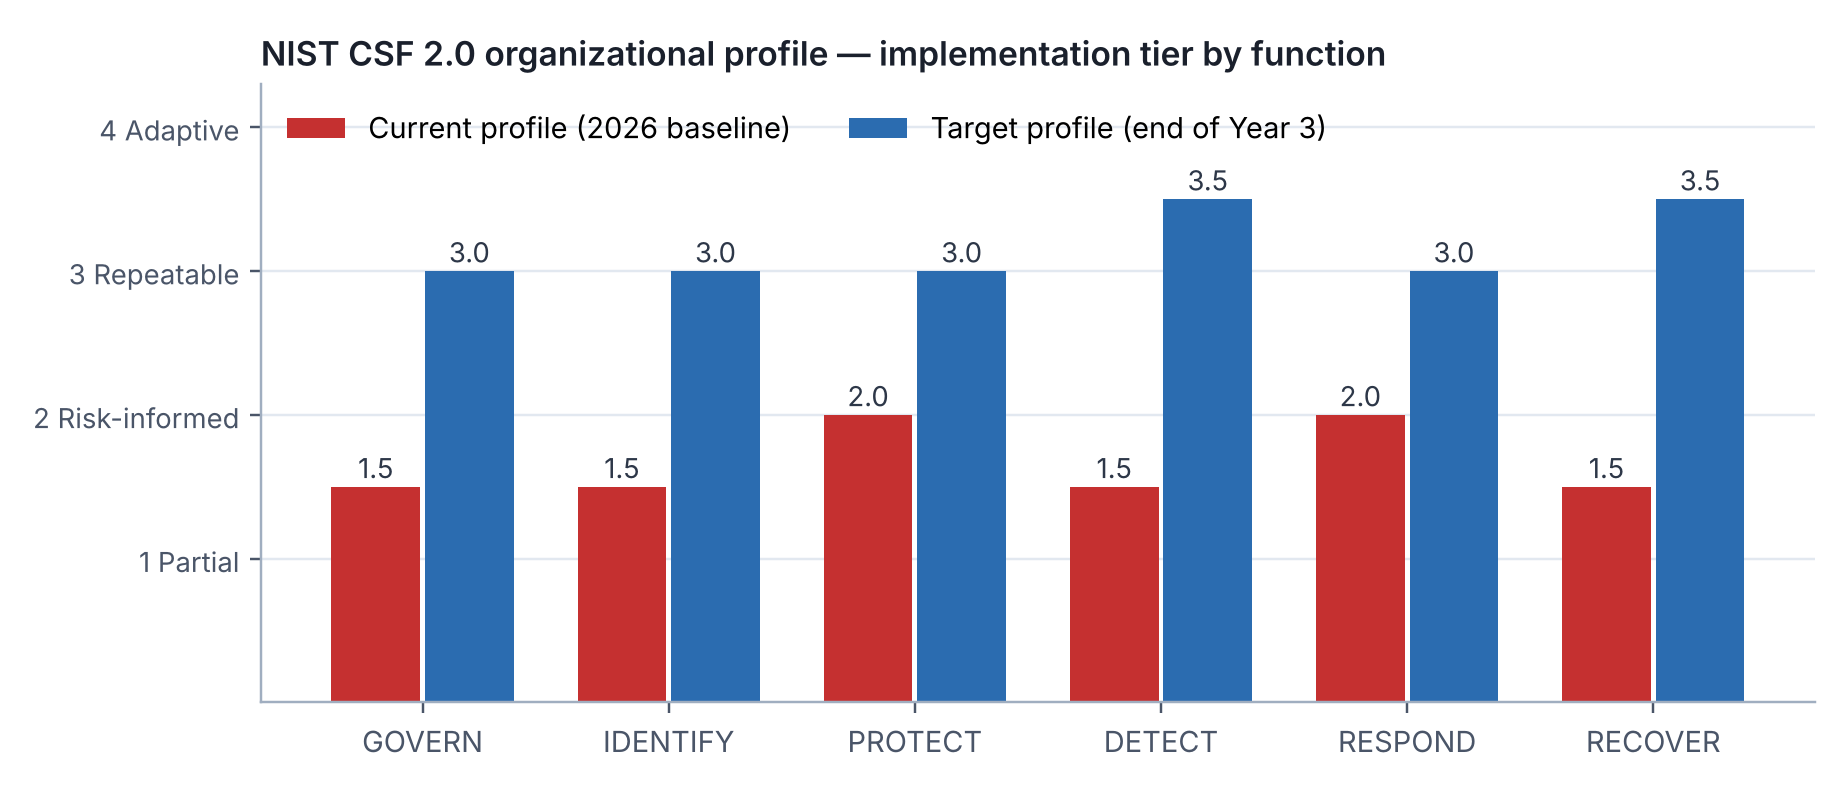 NIST CSF 2.0 organizational profile — implementation tier by function
4 Adaptive
Current profile (2026 baseline)
Target profile (end of Year 3)
3 Repeatable
2 Risk-informed
1 Partial
1.5
3.0
1.5
3.0
2.0
3.0
1.5
3.5
2.0
3.0
1.5
3.5
GOVERN
IDENTIFY
PROTECT
DETECT
RESPOND
RECOVER